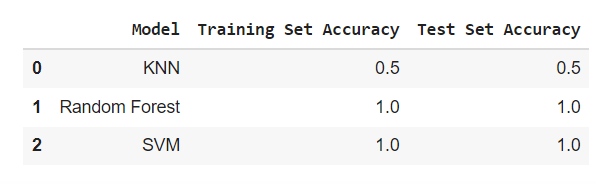 Model Training Set Accuracy Test Set Accuracy
0 KNN 0.5 0.5
1 Random Forest 1.0 1.0
2 SVM 1.0 1.0